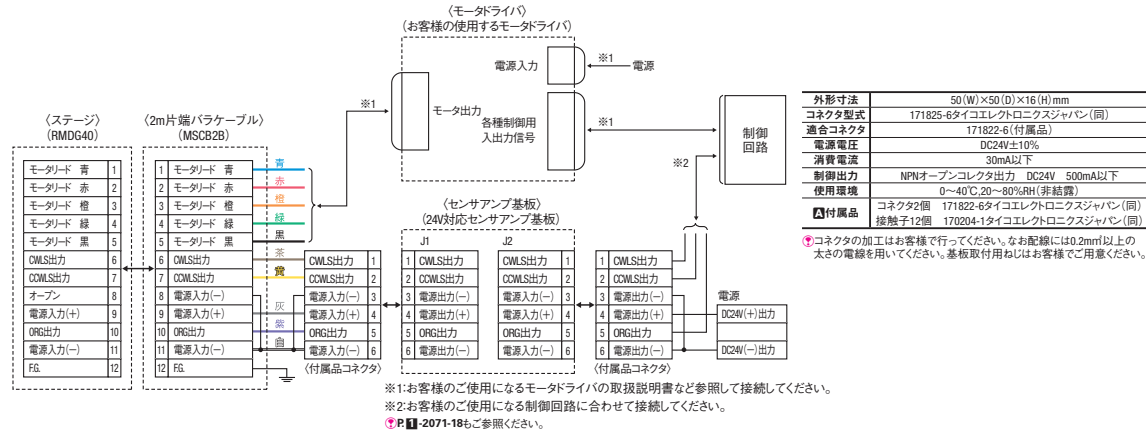 〈モータドライバ〉
(お客様の使用するモータドライバ)
電源入力
※1
電源
モータ出力
各種制御用
入出力信号
※1
※1
制御
回路
※2
〈ステージ〉
(RMDG40)
モータリード 青 1
モータリード 赤 2
モータリード 橙 3
モータリード 緑 4
モータリード 黒 5
CWLS出力 6
CCWLS出力 7
オープン 8
電源入力(+) 9
ORG出力 10
電源入力(−) 11
F.G. 12
〈2m片端バラケーブル〉
(MSCB2B)
1 モータリード 青
2 モータリード 赤
3 モータリード 橙
4 モータリード 緑
5 モータリード 黒
6 CWLS出力
7 CCWLS出力
8 電源入力(−)
9 電源入力(+)
10 ORG出力
11 電源入力(−)
12 F.G.
青
赤
橙
緑
黒
茶
黄
灰
紫
白
CWLS出力 1
CCWLS出力 2
電源入力(−) 3
電源入力(+) 4
ORG出力 5
電源入力(−) 6
〈付属品コネクタ〉
〈センサアンプ基板〉
(24V対応センサアンプ基板)
J1
1 CWLS出力
2 CCWLS出力
3 電源出力(−)
4 電源出力(+)
5 ORG出力
6 電源出力(−)
J2
CWLS出力 1
CCWLS出力 2
電源入力(−) 3
電源入力(+) 4
ORG出力 5
電源入力(−) 6
1 CWLS出力
2 CCWLS出力
3 電源出力(−)
4 電源出力(+)
5 ORG出力
6 電源出力(−)
〈付属品コネクタ〉
電源
DC24V(+)出力
DC24V(−)出力
※1:お客様のご使用になるモータドライバの取扱説明書など参照して接続してください。
※2:お客様のご使用になる制御回路に合わせて接続してください。
P.1-2071-18もご参照ください。
外形寸法 50(W)×50(D)×16(H)mm
コネクタ型式 171825-6タイコエレクトロニクスジャパン(同)
適合コネクタ 171822-6(付属品)
電源電圧 DC24V±10%
消費電流 30mA以下
制御出力 NPNオープンコレクタ出力 DC24V 500mA以下
使用環境 0〜40℃,20〜80%RH(非結露)
A付属品 コネクタ2個 171822-6タイコエレクトロニクスジャパン(同)
接触子12個 170204-1タイコエレクトロニクスジャパン(同)
コネクタの加工はお客様で行ってください。なお配線には0.2m㎡以上の
太さの電線を用いてください。基板取付用ねじはお客様でご用意ください。